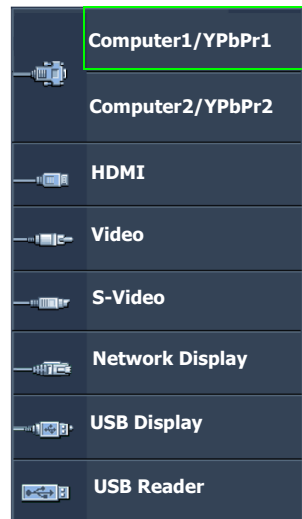 Computer1/YPbPr1
Computer2/YPbPr2
HDMI
Video
S-Video
Network Display
USB Display
USB Reader